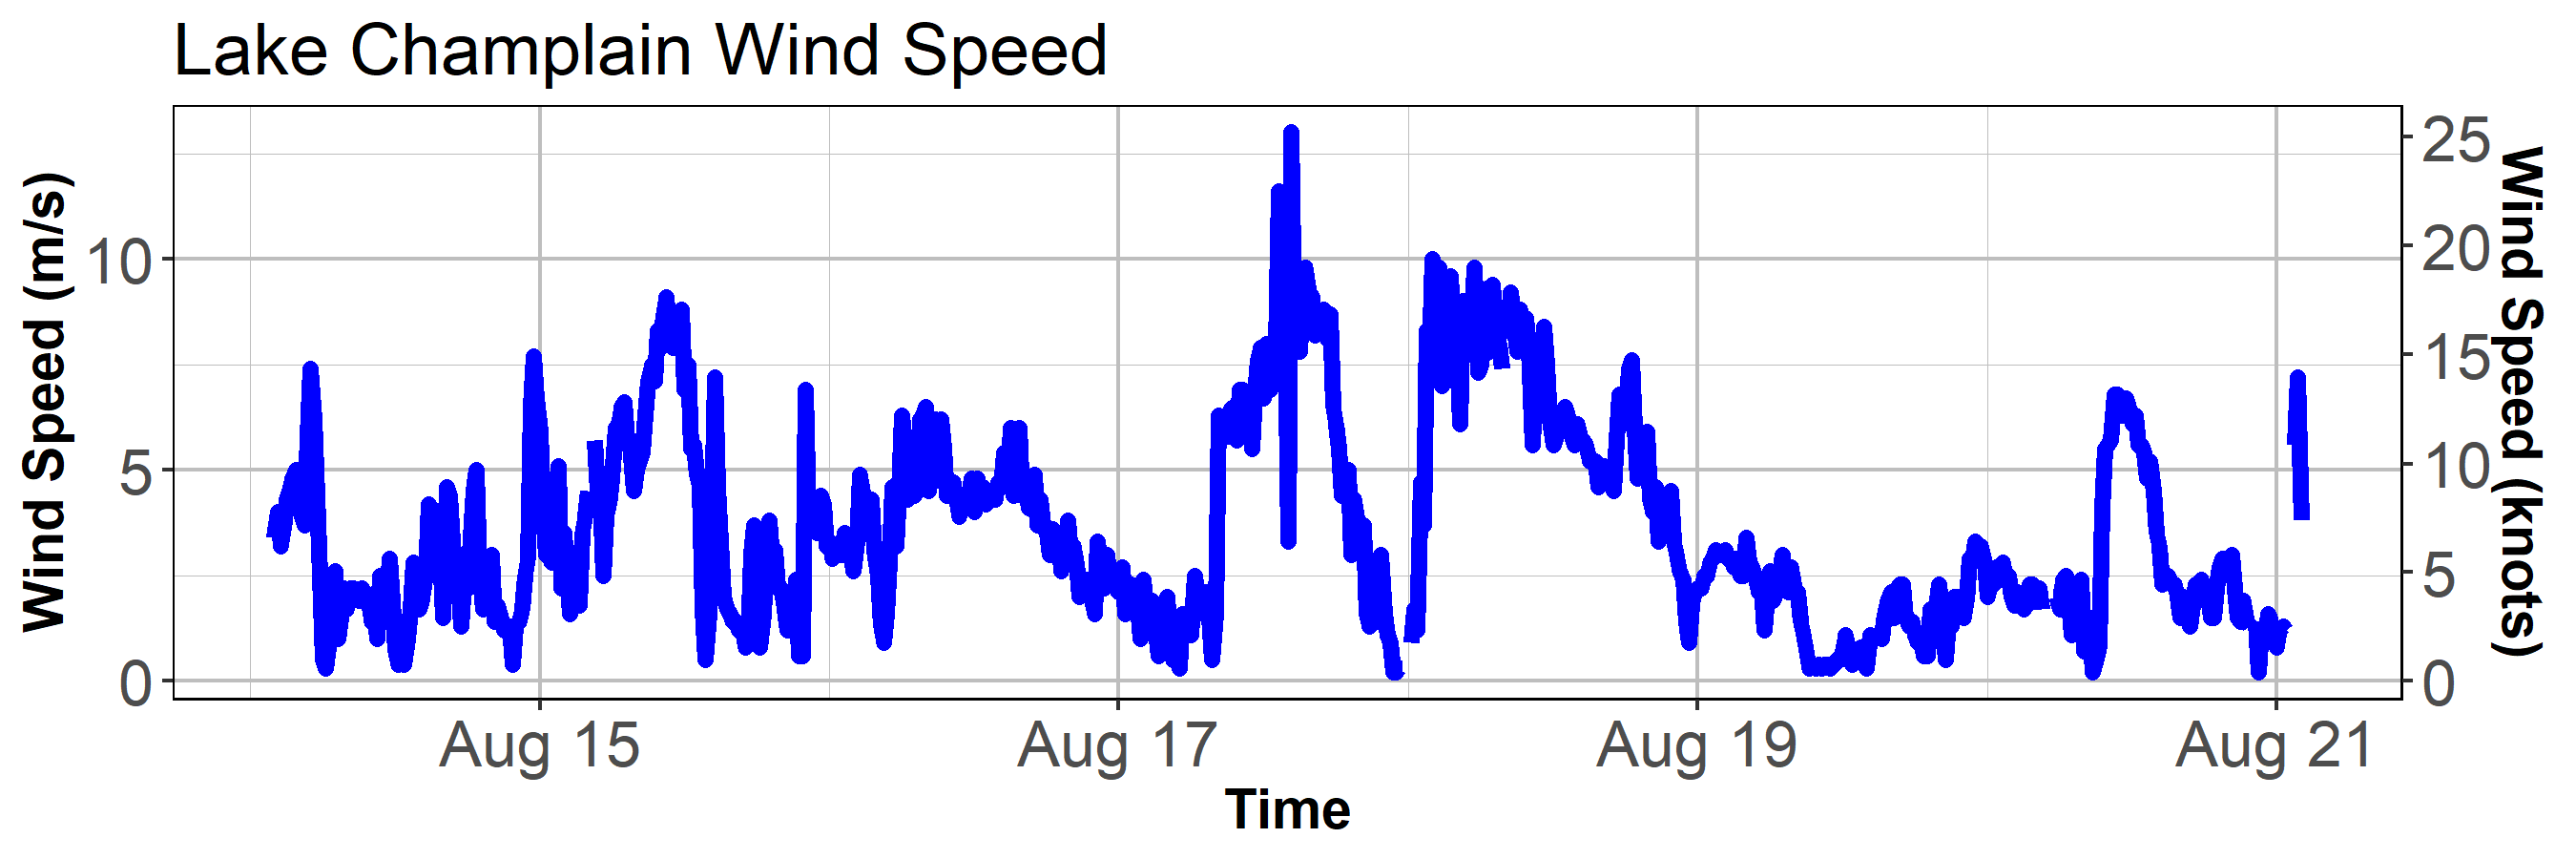 Lake Champlain Wind Speed
Wind Speed (m/s)
10
5
0
25
20
15
10
5
0
Wind Speed (knots)
Aug 15
Aug 17
Aug 19
Aug 21
Time